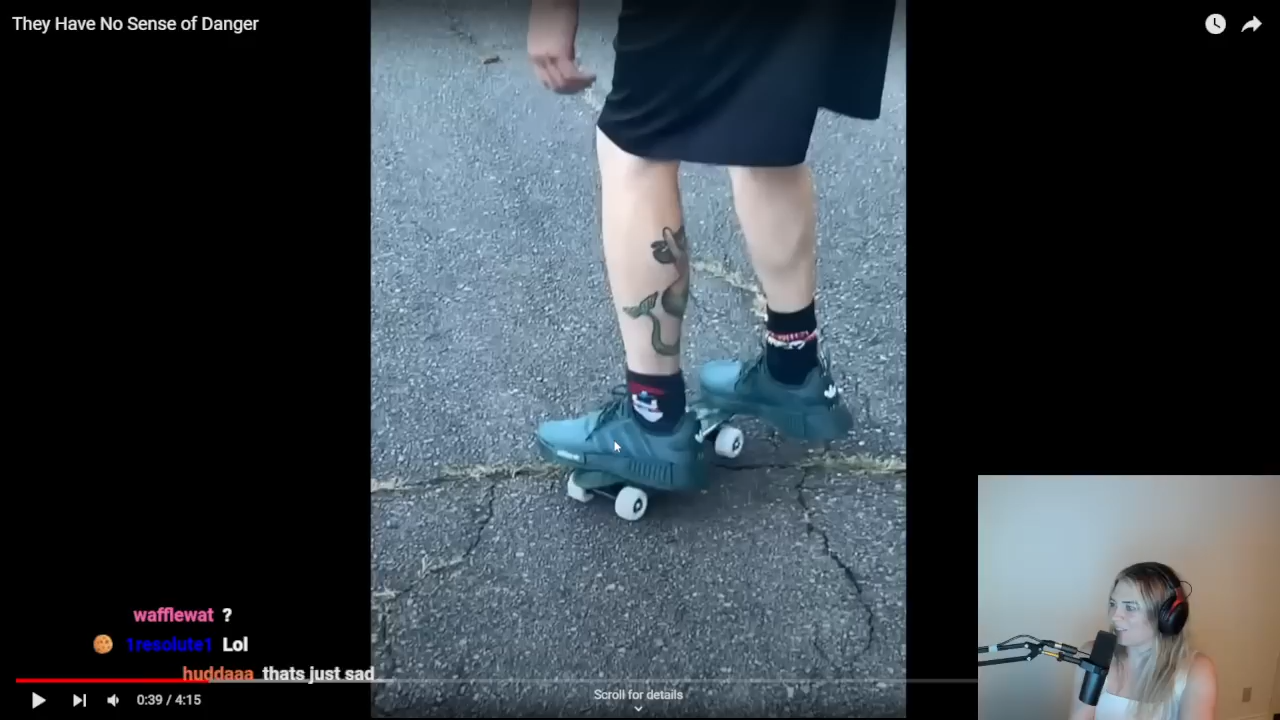 They Have No Sense of Danger
wafflewat ?
1resolute1 Lol
huddaaa thats just sad
0:39 / 4:15
Scroll for details